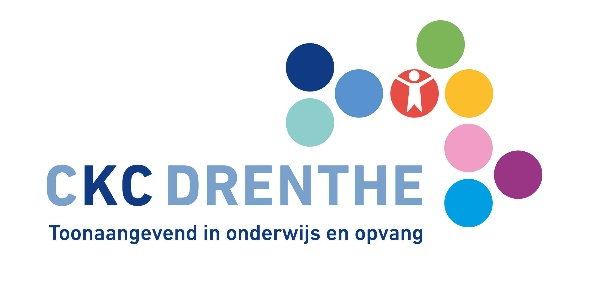 CKC DRENTHE
Toonaangevend in onderwijs en opvang